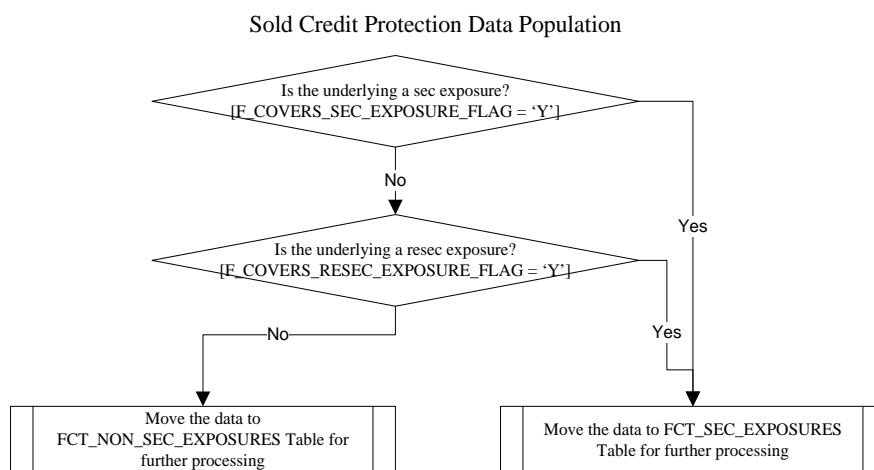 Sold Credit Protection Data Population
Is the underlying a sec exposure?
[F_COVERS_SEC_EXPOSURE_FLAG = ‘Y’]
No
Yes
Is the underlying a resec exposure?
[F_COVERS_RESEC_EXPOSURE_FLAG = ‘Y’]
No
Yes
Move the data to
FCT_NON_SEC_EXPOSURES Table for
further processing
Move the data to FCT_SEC_EXPOSURES
Table for further processing